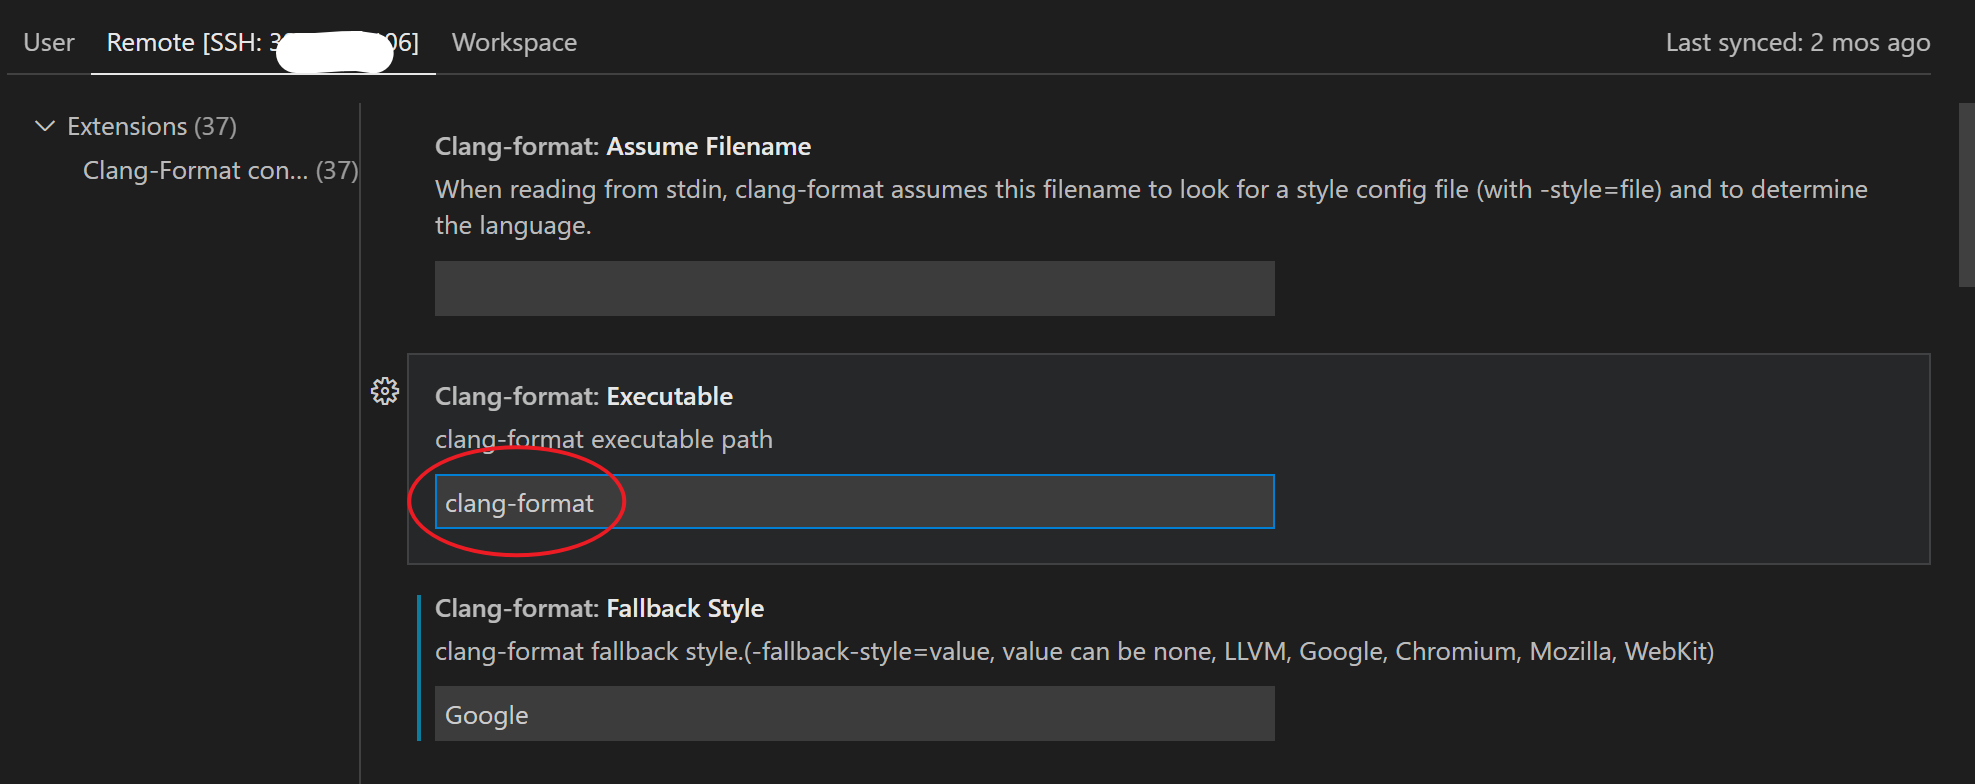 User Remote [SSH: 3 06] Workspace Last synced: 2 mos ago
Extensions (37)
Clang-Format con... (37)
Clang-format: Assume Filename
When reading from stdin, clang-format assumes this filename to look for a style config file (with -style=file) and to determine
the language.
Clang-format: Executable
clang-format executable path
clang-format
Clang-format: Fallback Style
clang-format fallback style.(-fallback-style=value, value can be none, LLVM, Google, Chromium, Mozilla, WebKit)
Google